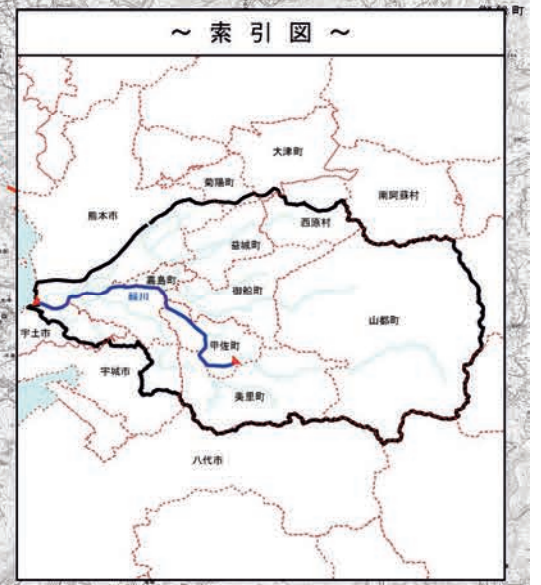 ～ 索 引 図 ～
大津町
菊陽町
南阿蘇村
熊本市
西原村
益城町
嘉島町
御船町
緑川
山都町
宇土市
甲佐町
宇城市
美里町
八代市